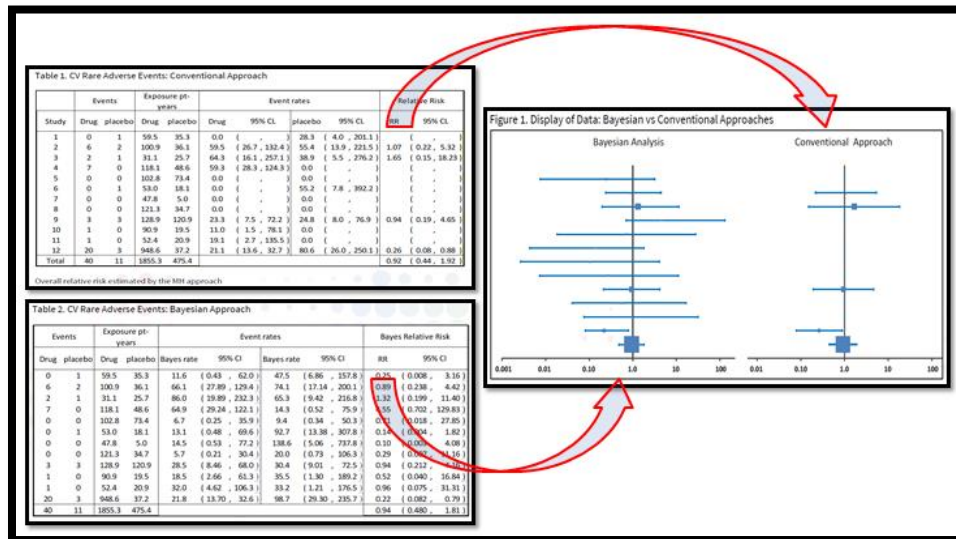 Table 1. CV Rare Adverse Events: Conventional Approach
Events Exposure pt-years Event rates Relative Risk
Study Drug placebo Drug placebo Drug 95% CL placebo 95% CL RR 95% CL
1 0 1 59.5 35.3 0.0 ( , ) 28.3 ( 4.0 , 201.1 ) ( , )
2 6 2 100.9 36.1 59.5 ( 26.7 , 132.4 ) 55.4 ( 13.9 , 221.5 ) 1.07 ( 0.22 , 5.32 )
3 2 1 31.1 25.7 64.3 ( 16.1 , 257.1 ) 38.9 ( 5.5 , 276.2 ) 1.65 ( 0.15 , 18.23 )
4 7 0 118.1 48.6 59.3 ( 28.3 , 124.3 ) 0.0 ( , ) ( , )
5 0 0 102.8 73.4 0.0 ( , ) 0.0 ( , ) ( , )
6 0 1 53.0 18.1 0.0 ( , ) 55.2 ( 7.8 , 392.2 ) ( , )
7 0 0 47.8 5.0 0.0 ( , ) 0.0 ( , ) ( , )
8 0 0 121.3 34.7 0.0 ( , ) 0.0 ( , ) ( , )
9 3 3 128.9 120.9 23.3 ( 7.5 , 72.2 ) 24.8 ( 8.0 , 76.9 ) 0.94 ( 0.19 , 4.65 )
10 1 0 90.9 19.5 11.0 ( 1.5 , 78.1 ) 0.0 ( , ) ( , )
11 1 0 52.4 20.9 19.1 ( 2.7 , 135.5 ) 0.0 ( , ) ( , )
12 20 3 948.6 37.2 21.1 ( 13.6 , 32.7 ) 80.6 ( 26.0 , 250.1 ) 0.26 ( 0.08 , 0.88 )
Total 40 11 1855.3 475.4 0.92 ( 0.44 , 1.92 )
Overall relative risk estimated by the MH approach
Table 2. CV Rare Adverse Events: Bayesian Approach
Events Exposure pt-years Event rates Bayes Relative Risk
Drug placebo Drug placebo Bayes rate 95% CI Bayes rate 95% CI RR 95% CI
0 1 59.5 35.3 11.6 ( 0.43 , 62.0 ) 47.5 ( 6.86 , 157.8 ) 0.25 ( 0.008 , 3.16 )
6 2 100.9 36.1 66.1 ( 27.89 , 129.4 ) 74.1 ( 17.14 , 200.1 ) 0.89 ( 0.238 , 4.42 )
2 1 31.1 25.7 86.0 ( 19.89 , 232.3 ) 65.3 ( 9.42 , 216.8 ) 1.32 ( 0.199 , 11.40 )
7 0 118.1 48.6 64.9 ( 29.24 , 122.1 ) 14.3 ( 0.52 , 75.9 ) ( 0.702 , 129.83 )
0 0 102.8 73.4 6.7 ( 0.25 , 35.9 ) 9.4 ( 0.34 , 50.3 ) ( 0.018 , 27.85 )
0 1 53.0 18.1 13.1 ( 0.48 , 69.6 ) 92.7 ( 13.38 , 307.8 ) 0.14 ( , 1.82 )
0 0 47.8 5.0 14.5 ( 0.53 , 77.2 ) 138.6 ( 5.06 , 737.8 ) 0.10 ( , 4.08 )
0 0 121.3 34.7 5.7 ( 0.21 , 30.4 ) 20.0 ( 0.73 , 106.3 ) 0.29 (
3 3 128.9 120.9 28.5 ( 8.46 , 68.0 ) 30.4 ( 9.01 , 72.5 ) 0.94 ( 0.212 ,
1 0 90.9 19.5 18.5 ( 2.66 , 61.3 ) 35.5 ( 1.30 , 189.2 ) 0.52 ( 0.040 , 16.84 )
1 0 52.4 20.9 32.0 ( 4.62 , 106.3 ) 33.2 ( 1.21 , 176.5 ) 0.96 ( 0.075 , 31.31 )
20 3 948.6 37.2 21.8 ( 13.70 , 32.6 ) 98.7 ( 29.30 , 235.7 ) 0.22 ( 0.082 , 0.79 )
40 11 1855.3 475.4 0.94 ( 0.480 , 1.81 )
Figure 1. Display of Data: Bayesian vs Conventional Approaches
Bayesian Analysis Conventional Approach
0.001 0.01 0.1 1.0 10 100 0.01 0.1 1.0 10 100